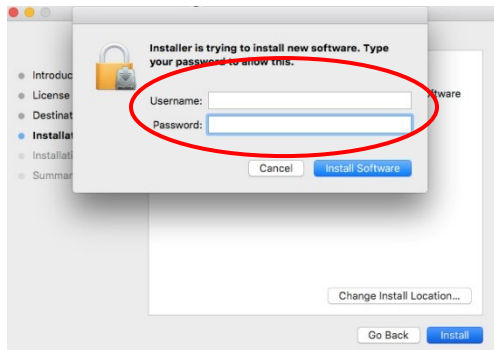 Installer is trying to install new software. Type
your password to allow this.
Username:
Password:
Cancel
Install Software
Introduc
License
Destinat
Installat
Installati
Summar
tware
Change Install Location...
Go Back
Install